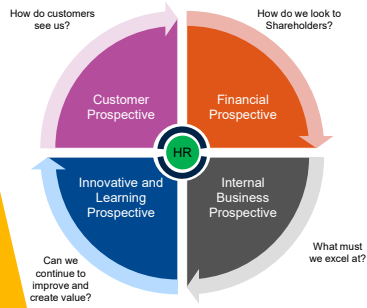 How do customers
see us?
How do we look to
Shareholders?
Customer
Prospective
Financial
Prospective
HR
Innovative and
Learning
Prospective
Internal
Business
Prospective
Can we
continue to
improve and
create value?
What must
we excel at?